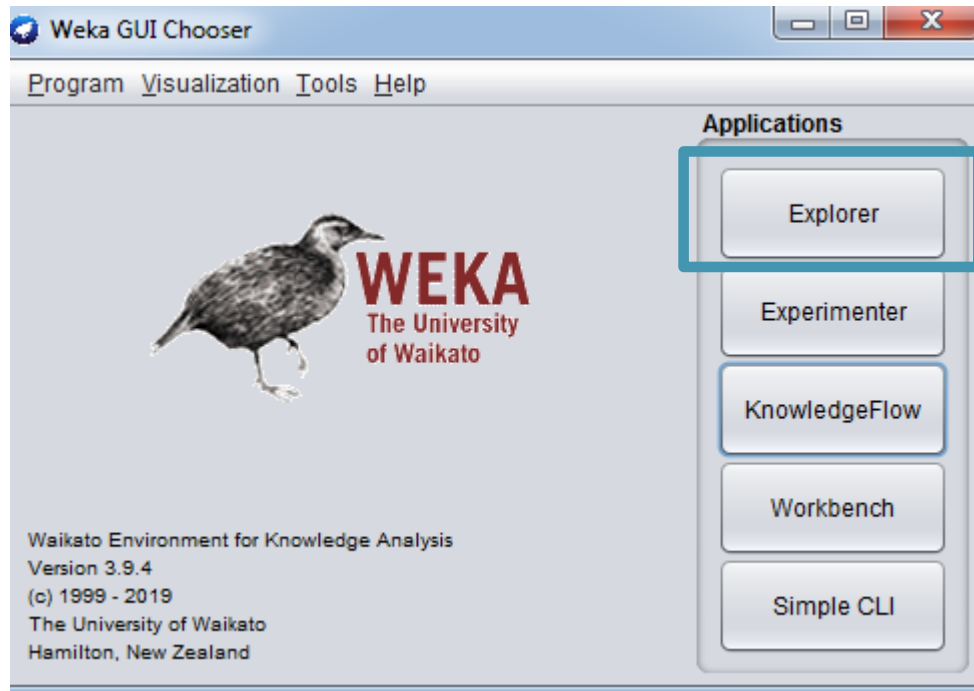 Weka GUI Chooser
Program Visualization Tools Help
Applications
Explorer
Experimenter
KnowledgeFlow
Workbench
Simple CLI
WEKA
The University
of Waikato
Waikato Environment for Knowledge Analysis
Version 3.9.4
(c) 1999 - 2019
The University of Waikato
Hamilton, New Zealand